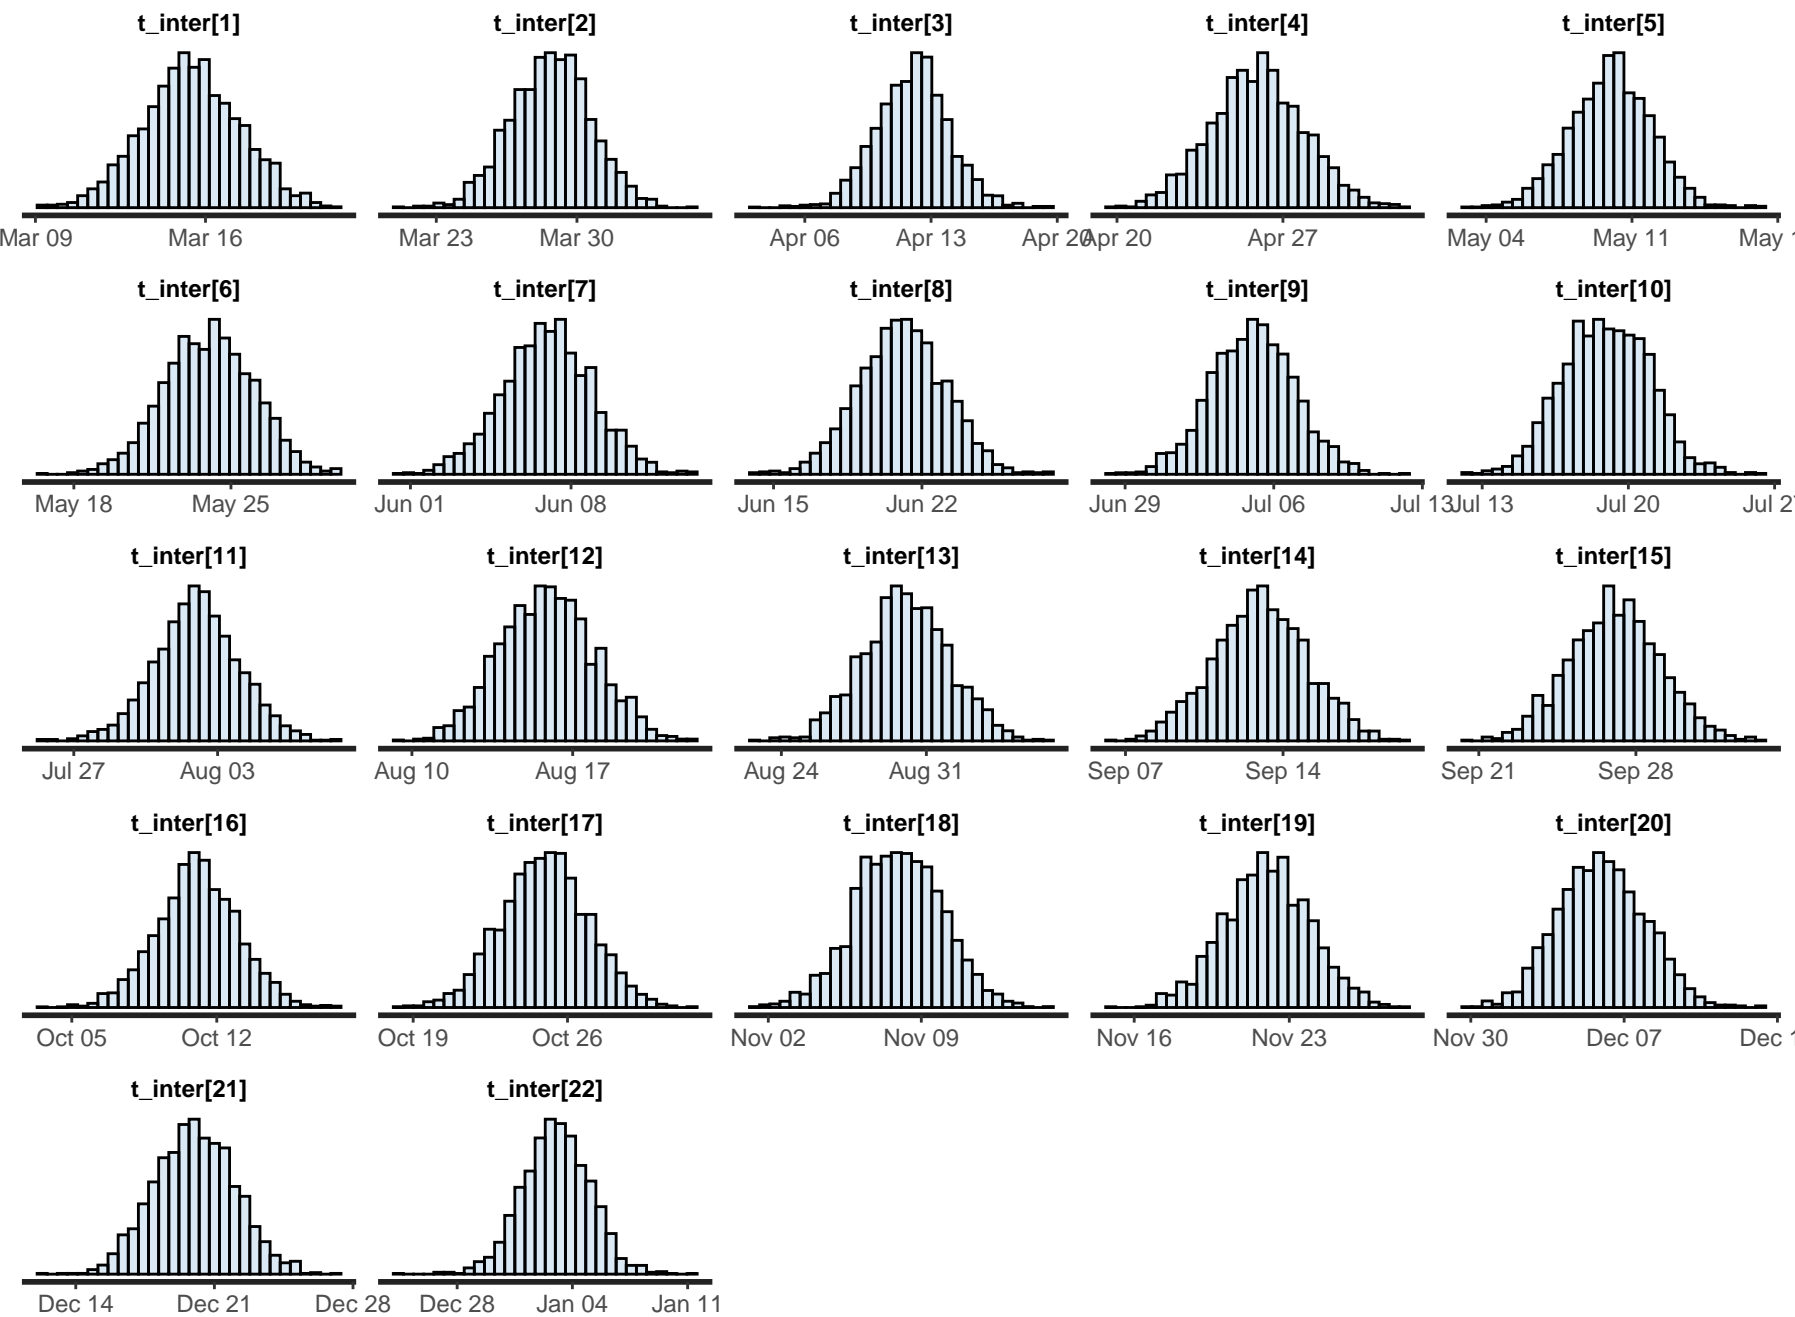 t_inter[1] t_inter[2] t_inter[3] t_inter[4] t_inter[5]
Mar 09 Mar 16 Mar 23 Mar 30 Apr 06 Apr 13 Apr 20 Apr 20 Apr 27 May 04 May 11 May 1
t_inter[6] t_inter[7] t_inter[8] t_inter[9] t_inter[10]
May 18 May 25 Jun 01 Jun 08 Jun 15 Jun 22 Jun 29 Jul 06 Jul 13 Jul 13 Jul 20 Jul 2
t_inter[11] t_inter[12] t_inter[13] t_inter[14] t_inter[15]
Jul 27 Aug 03 Aug 10 Aug 17 Aug 24 Aug 31 Sep 07 Sep 14 Sep 21 Sep 28
t_inter[16] t_inter[17] t_inter[18] t_inter[19] t_inter[20]
Oct 05 Oct 12 Oct 19 Oct 26 Nov 02 Nov 09 Nov 16 Nov 23 Nov 30 Dec 07 Dec 1
t_inter[21] t_inter[22]
Dec 14 Dec 21 Dec 28 Dec 28 Jan 04 Jan 11